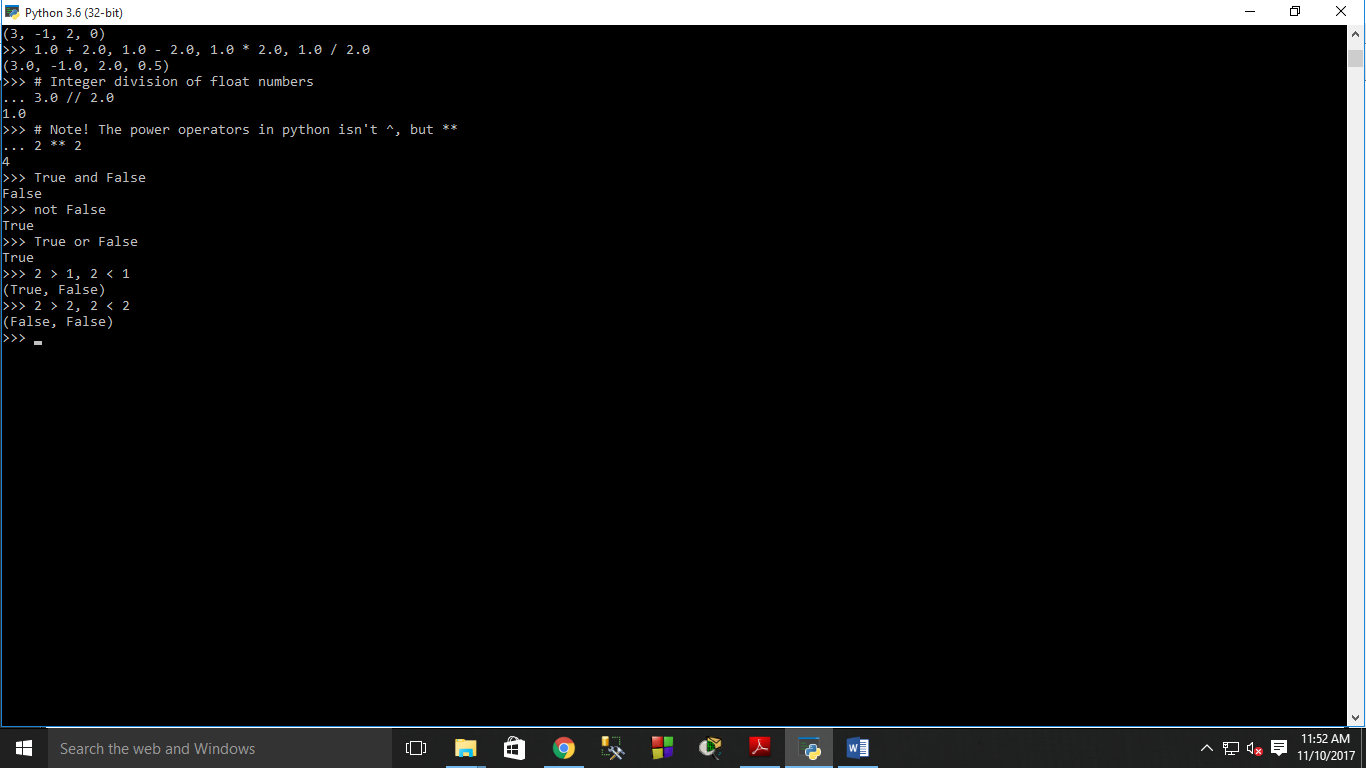 Python 3.6 (32-bit)
(3, -1, 2, 0)
>>> 1.0 + 2.0, 1.0 - 2.0, 1.0 * 2.0, 1.0 / 2.0
(3.0, -1.0, 2.0, 0.5)
>>> # Integer division of float numbers
... 3.0 // 2.0
1.0
>>> # Note! The power operators in python isn't ^, but **
... 2 ** 2
4
>>> True and False
False
>>> not False
True
>>> True or False
True
>>> 2 > 1, 2 < 1
(True, False)
>>> 2 > 2, 2 < 2
(False, False)
>>>
Search the web and Windows
11:52 AM
11/10/2017